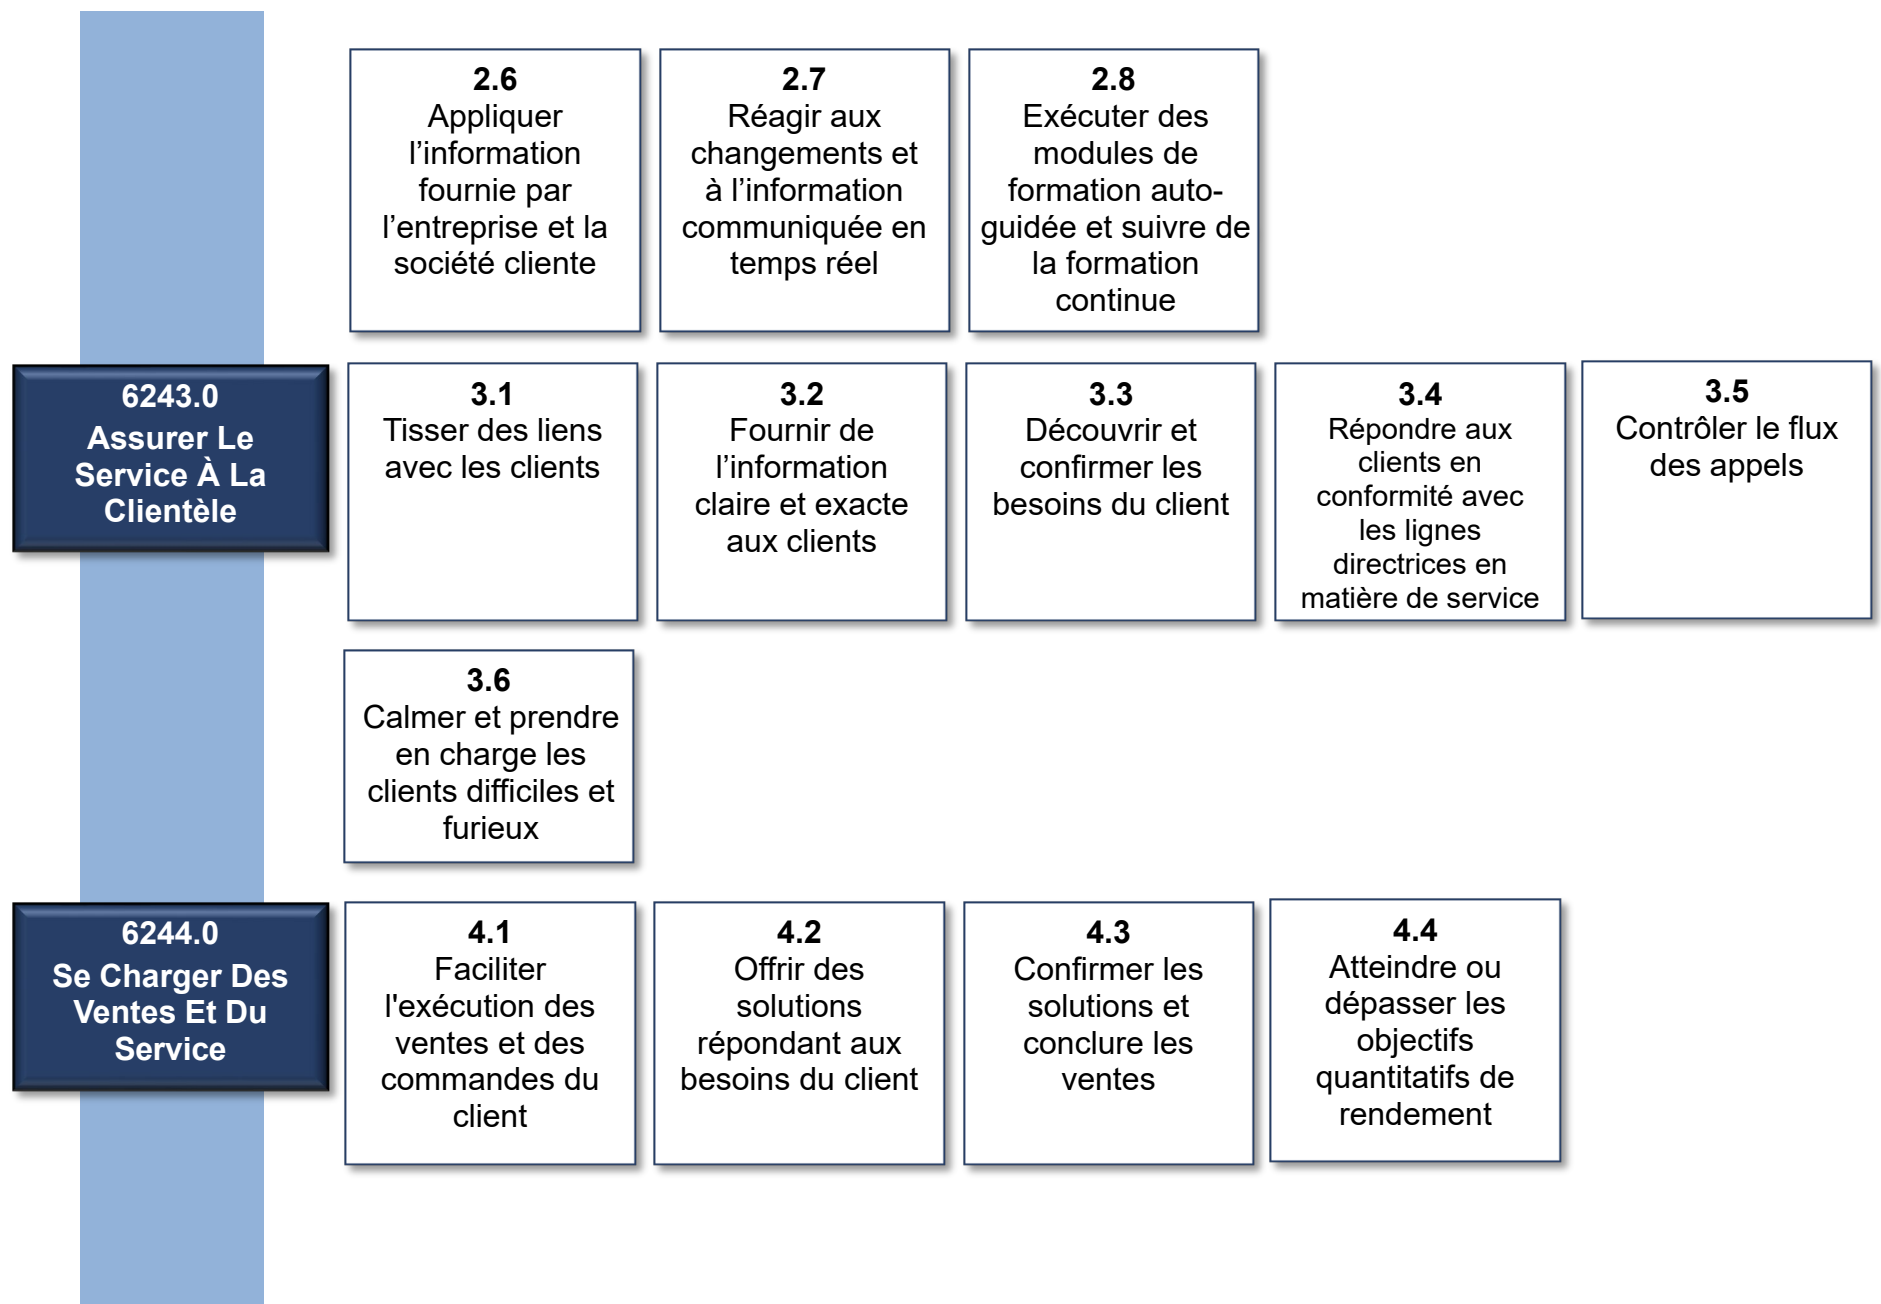 2.6
Appliquer
l’information
fournie par
l’entreprise et la
société cliente
2.7
Réagir aux
changements et
à l’information
communiquée en
temps réel
2.8
Exécuter des
modules de
formation auto-
guidée et suivre de
la formation
continue
6243.0
Assurer Le
Service À La
Clientèle
3.1
Tisser des liens
avec les clients
3.2
Fournir de
l’information
claire et exacte
aux clients
3.3
Découvrir et
confirmer les
besoins du client
3.4
Répondre aux
clients en
conformité avec
les lignes
directrices en
matière de service
3.5
Contrôler le flux
des appels
3.6
Calmer et prendre
en charge les
clients difficiles et
furieux
6244.0
Se Charger Des
Ventes Et Du
Service
4.1
Faciliter
l'exécution des
ventes et des
commandes du
client
4.2
Offrir des
solutions
répondant aux
besoins du client
4.3
Confirmer les
solutions et
conclure les
ventes
4.4
Atteindre ou
dépasser les
objectifs
quantitatifs de
rendement